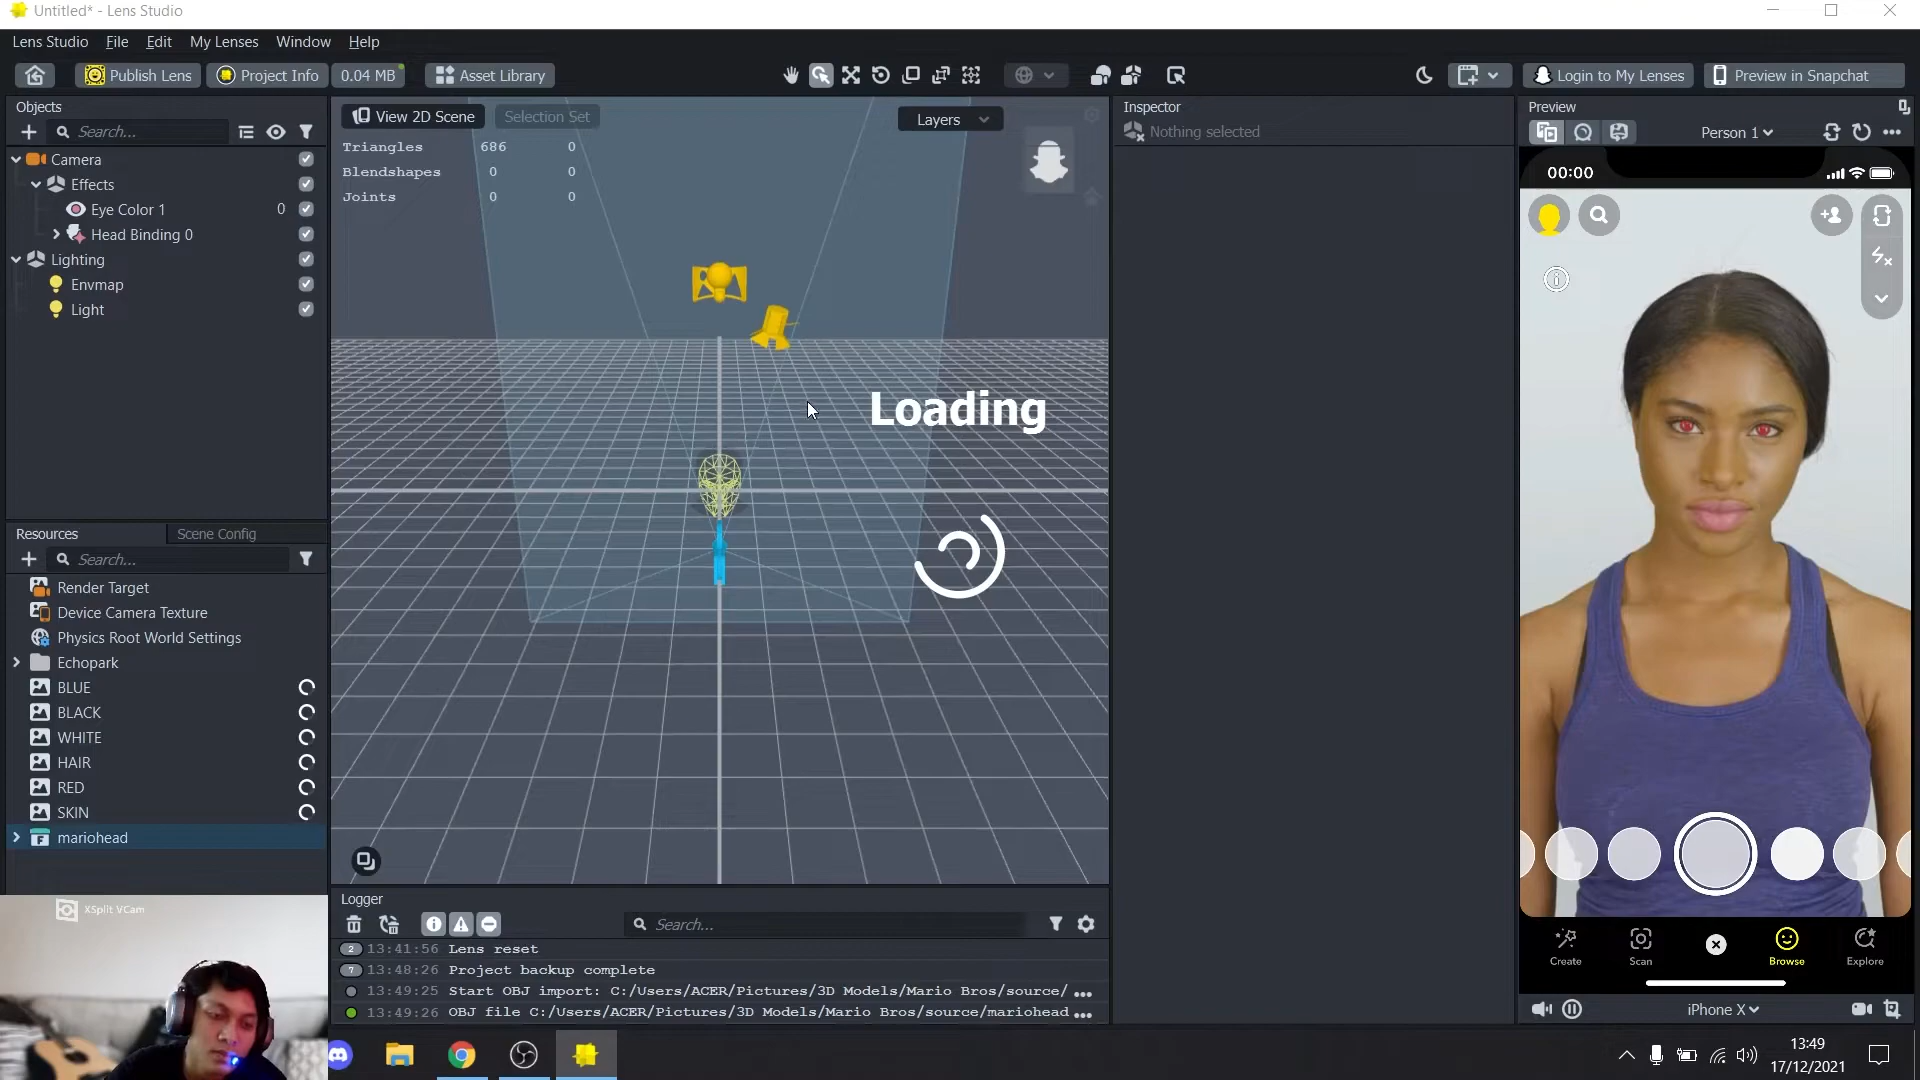 Untitled* - Lens Studio
Lens Studio File Edit My Lenses Window Help
Publish Lens Project Info 0.04 MB Asset Library Login to My Lenses Preview in Snapchat
Objects
Search...
Camera
Effects
Eye Color 1 0
Head Binding 0
Lighting
Envmap
Light
Resources Scene Config
Search...
Render Target
Device Camera Texture
Physics Root World Settings
Echopark
BLUE
BLACK
WHITE
HAIR
RED
SKIN
mariohead
XSplit VCam
View 2D Scene Selection Set Layers
Triangles 686 0
Blendshapes 0 0
Joints 0 0
Loading
Logger
Search...
2 13:41:56 Lens reset
7 13:48:26 Project backup complete
13:49:25 Start OBJ import: C:/Users/ACER/Pictures/3D Models/Mario Bros/source/ •••
13:49:26 OBJ file C:/Users/ACER/Pictures/3D Models/Mario Bros/source/mariohead •••
Inspector
Nothing selected
Preview
Person 1
00:00
Create Scan Browse Explore
iPhone X
13:49
17/12/2021